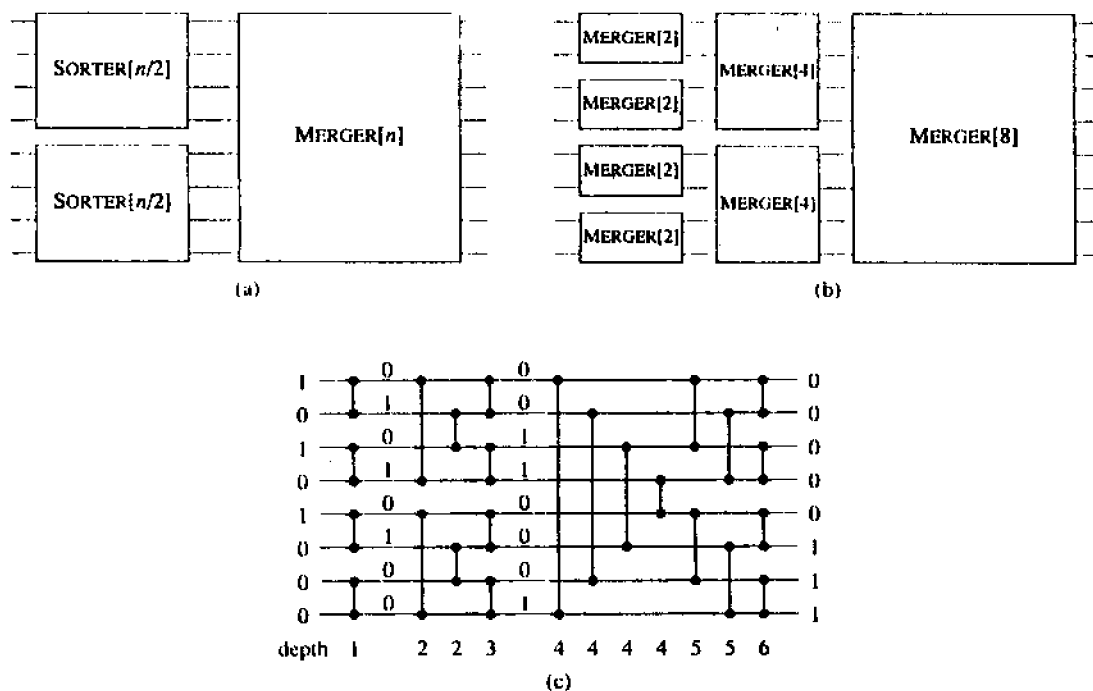 SORTER[n/2]
SORTER[n/2]
MERGER[n]
(a)
MERGER[2]
MERGER[2]
MERGER[2]
MERGER[2]
MERGER[4]
MERGER[4]
MERGER[8]
(b)
1 0 0 0
0 1 0 0
1 0 1 0
0 1 1 0
1 0 0 0
0 1 0 1
0 0 0 1
0 0 1 1
depth 1 2 2 3 4 4 4 4 5 5 6
(c)